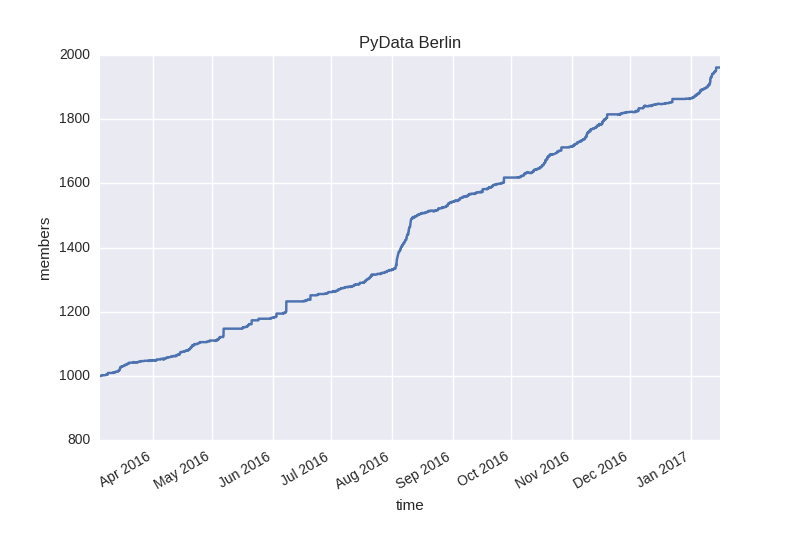 PyData Berlin
2000
1800
1600
1400
1200
1000
800
members
Apr 2016
May 2016
Jun 2016
Jul 2016
Aug 2016
Sep 2016
Oct 2016
Nov 2016
Dec 2016
Jan 2017
time